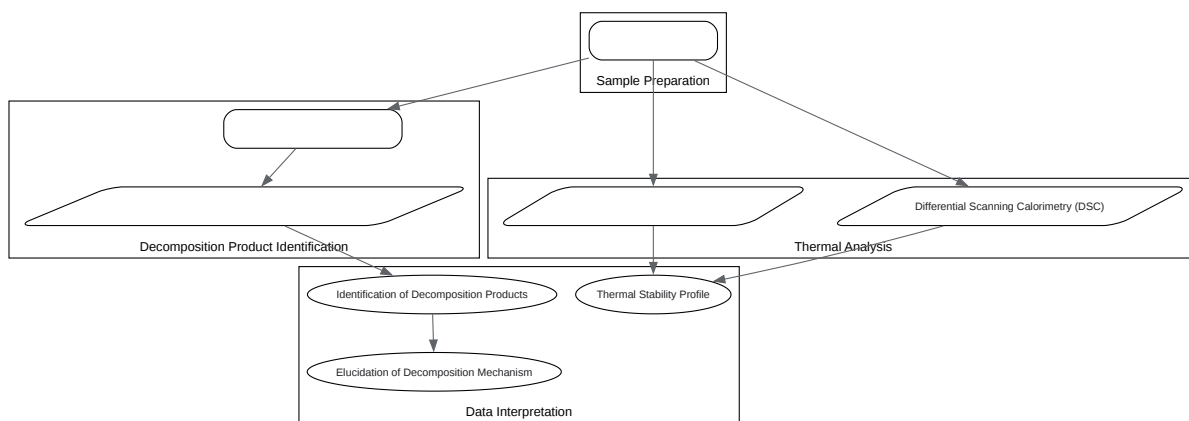 Sample Preparation
Differential Scanning Calorimetry (DSC)
Decomposition Product Identification
Thermal Analysis
Identification of Decomposition Products
Thermal Stability Profile
Elucidation of Decomposition Mechanism
Data Interpretation